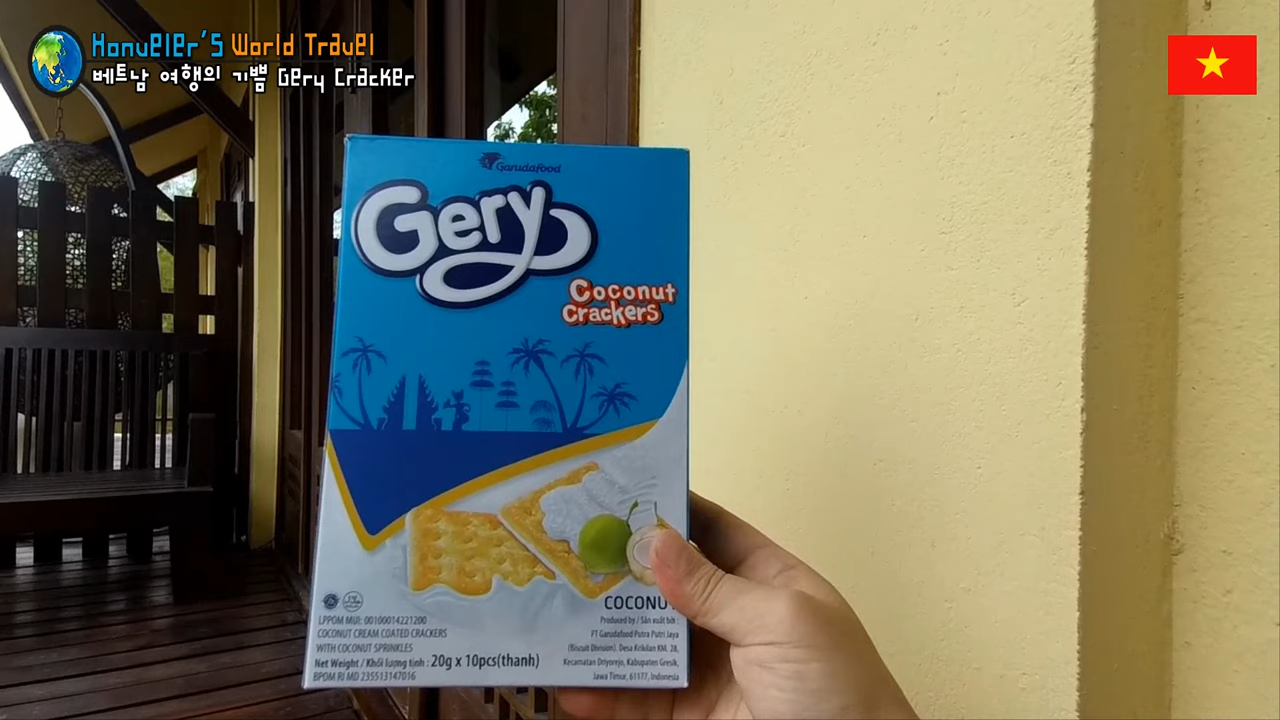 Hanveler's World Travel
베트남 여행의 기쁨 Gery Cracker
Garudafood
Gery
Coconut
Crackers
COCONU
LPPOM MUI: 00100014221200
COCONUT CREAM COATED CRACKERS
WITH COCONUT SPRINKLES
Net Weight / Khối lượng tịnh : 20g x 10pcs(thanh)
BPOM RI MD 235513147016
Produced by / Sản xuất bởi :
PT Garudafood Putra Putri Jaya
(Biscuit Division). Desa Krikilan KM. 28,
Kecamatan Driyorejo, Kabupaten Gresik,
Jawa Timur, 61177, Indonesia